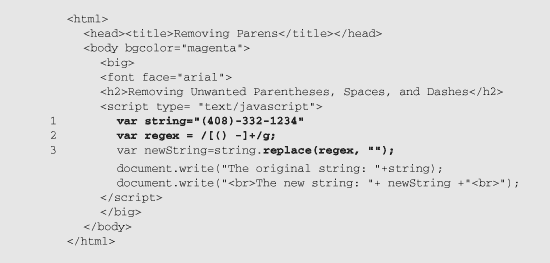 <html>
<head><title>Removing Parens</title></head>
<body bgcolor="magenta">
<big>
<font face="arial">
<h2>Removing Unwanted Parentheses, Spaces, and Dashes</h2>
<script type= "text/javascript">
1 var string="(408)-332-1234"
2 var regex = /[() -]+/g;
3 var newString=string.replace(regex, "");
document.write("The original string: "+string);
document.write("<br>The new string: "+ newString +"<br>");
</script>
</big>
</body>
</html>